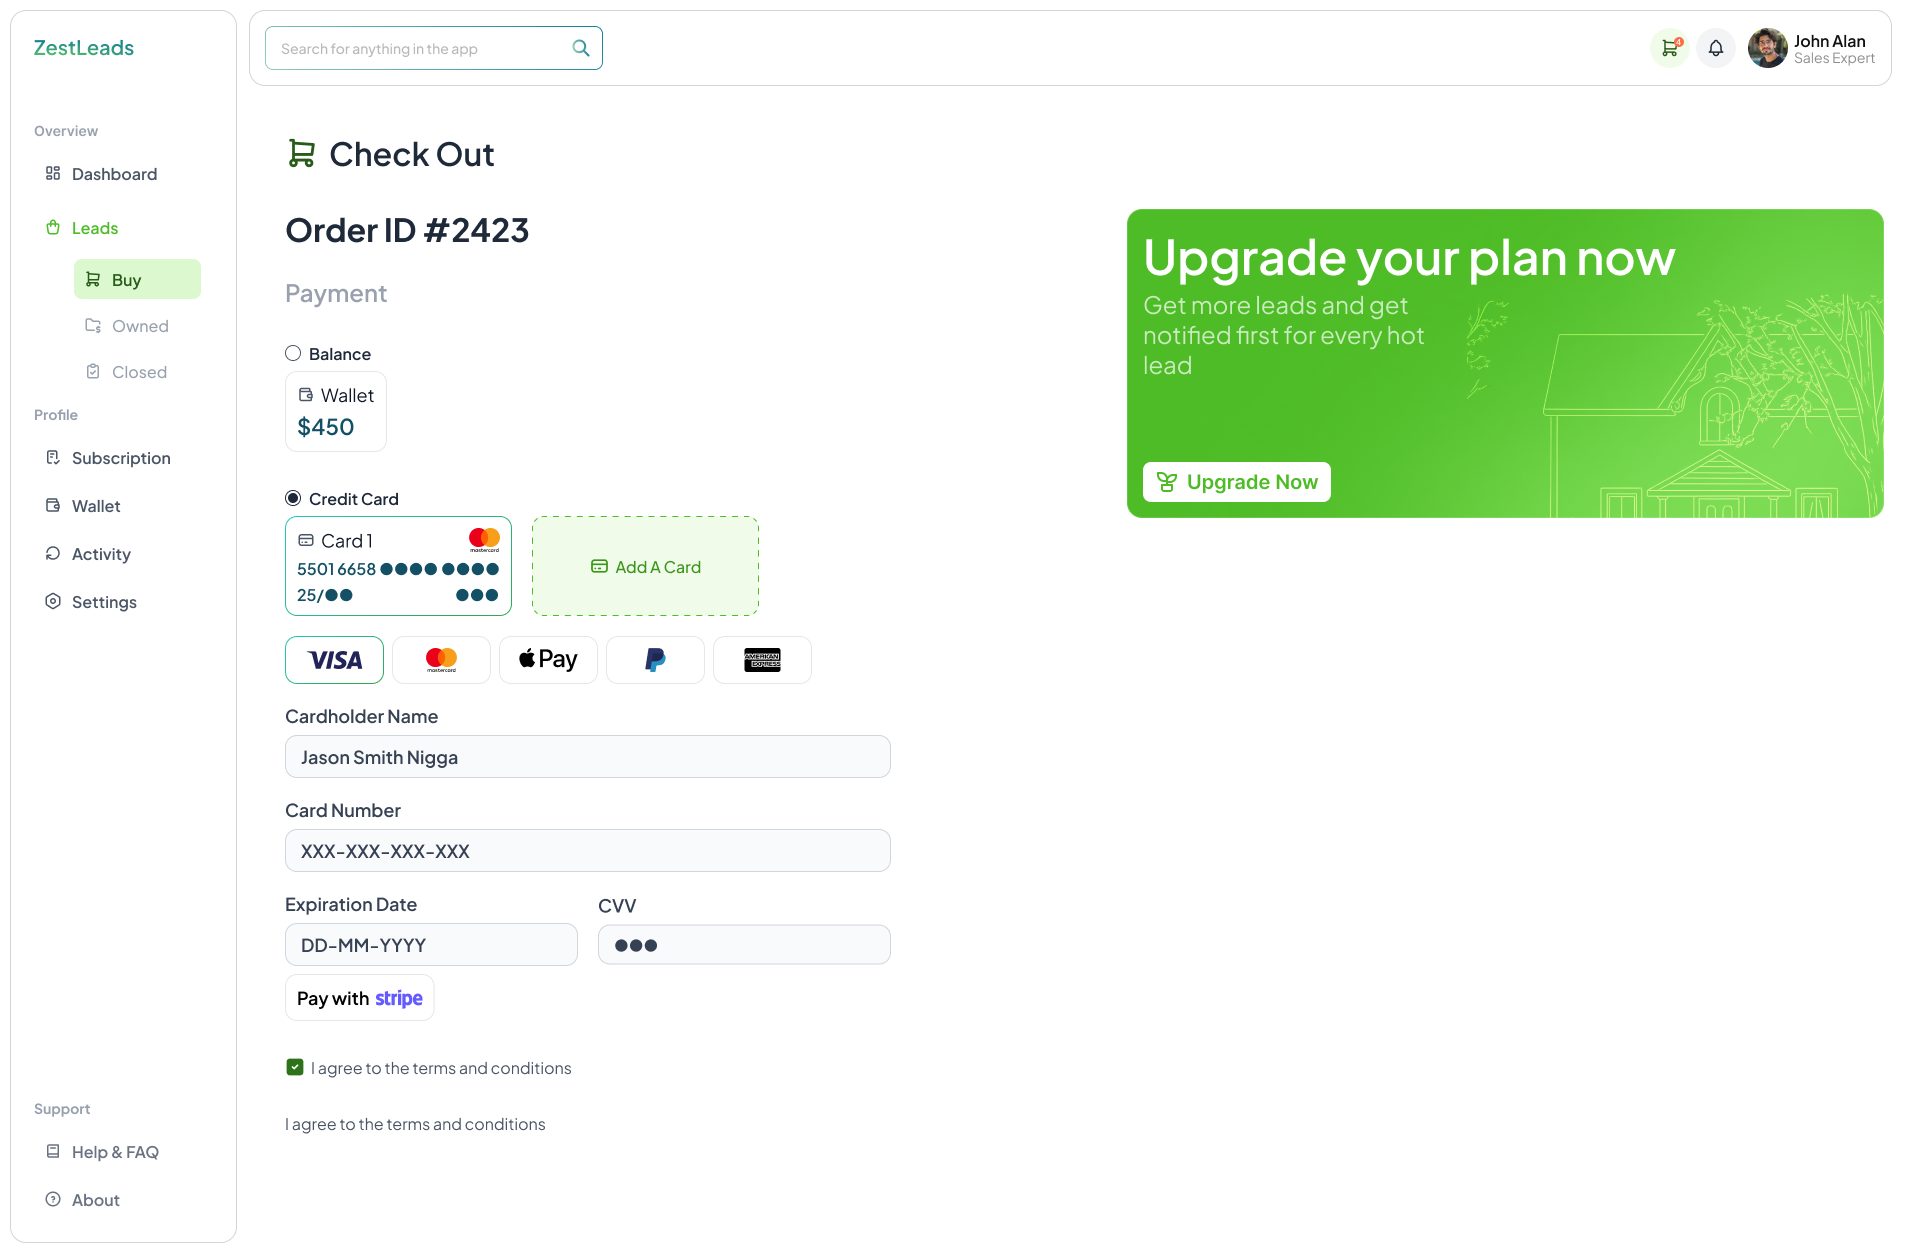 ZestLeads
Search for anything in the app
4
John Alan
Sales Expert
Overview
Dashboard
Leads
Buy
Owned
Closed
Profile
Subscription
Wallet
Activity
Settings
Support
Help & FAQ
About
Check Out
Order ID #2423
Payment
Balance
Wallet
$450
Credit Card
Card 1
mastercard
5501 6658 ●●●● ●●●●
25/●● ●●●
Add A Card
VISA
mastercard
Pay
AMERICAN
EXPRESS
Cardholder Name
Jason Smith Nigga
Card Number
XXX-XXX-XXX-XXX
Expiration Date
CVV
DD-MM-YYYY
●●●
Pay with stripe
I agree to the terms and conditions
I agree to the terms and conditions
Upgrade your plan now
Get more leads and get
notified first for every hot
lead
Upgrade Now